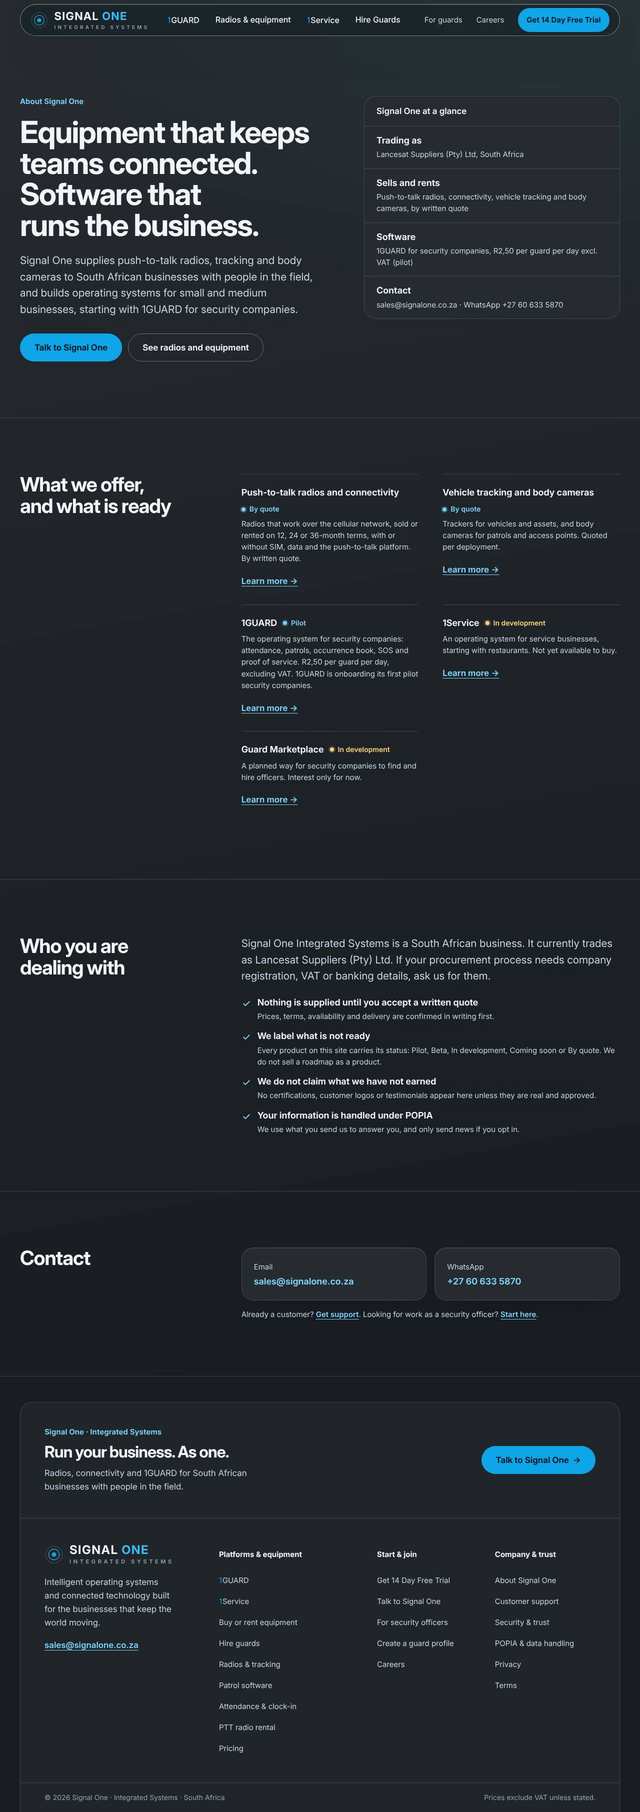 SIGNAL ONE
INTEGRATED SYSTEMS
1GUARD
Radios & equipment
1Service
Hire Guards
For guards
Careers
Get 14 Day Free Trial
About Signal One
Equipment that keeps
teams connected.
Software that
runs the business.
Signal One supplies push-to-talk radios, tracking and body
cameras to South African businesses with people in the field,
and builds operating systems for small and medium
businesses, starting with 1GUARD for security companies.
Talk to Signal One
See radios and equipment
Signal One at a glance
Trading as
Lancesat Suppliers (Pty) Ltd, South Africa
Sells and rents
Push-to-talk radios, connectivity, vehicle tracking and body
cameras, by written quote
Software
1GUARD for security companies, R2,50 per guard per day excl.
VAT (pilot)
Contact
sales@signalone.co.za · WhatsApp +27 60 633 5870
What we offer,
and what is ready
Push-to-talk radios and connectivity
By quote
Radios that work over the cellular network, sold or
rented on 12, 24 or 36-month terms, with or
without SIM, data and the push-to-talk platform.
By written quote.
Learn more →
Vehicle tracking and body cameras
By quote
Trackers for vehicles and assets, and body
cameras for patrols and access points. Quoted
per deployment.
Learn more →
1GUARD
Pilot
The operating system for security companies:
attendance, patrols, occurrence book, SOS and
proof of service. R2,50 per guard per day,
excluding VAT. 1GUARD is onboarding its first pilot
security companies.
Learn more →
1Service
In development
An operating system for service businesses,
starting with restaurants. Not yet available to buy.
Learn more →
Guard Marketplace
In development
A planned way for security companies to find and
hire officers. Interest only for now.
Learn more →
Who you are
dealing with
Signal One Integrated Systems is a South African business. It currently trades
as Lancesat Suppliers (Pty) Ltd. If your procurement process needs company
registration, VAT or banking details, ask us for them.
Nothing is supplied until you accept a written quote
Prices, terms, availability and delivery are confirmed in writing first.
We label what is not ready
Every product on this site carries its status: Pilot, Beta, In development, Coming soon or By quote. We
do not sell a roadmap as a product.
We do not claim what we have not earned
No certifications, customer logos or testimonials appear here unless they are real and approved.
Your information is handled under POPIA
We use what you send us to answer you, and only send news if you opt in.
Contact
Email
sales@signalone.co.za
WhatsApp
+27 60 633 5870
Already a customer? Get support. Looking for work as a security officer? Start here.
Signal One · Integrated Systems
Run your business. As one.
Radios, connectivity and 1GUARD for South African
businesses with people in the field.
Talk to Signal One →
SIGNAL ONE
INTEGRATED SYSTEMS
Intelligent operating systems
and connected technology built
for the businesses that keep the
world moving.
sales@signalone.co.za
Platforms & equipment
1GUARD
1Service
Buy or rent equipment
Hire guards
Radios & tracking
Patrol software
Attendance & clock-in
PTT radio rental
Pricing
Start & join
Get 14 Day Free Trial
Talk to Signal One
For security officers
Create a guard profile
Careers
Company & trust
About Signal One
Customer support
Security & trust
POPIA & data handling
Privacy
Terms
© 2026 Signal One · Integrated Systems · South Africa
Prices exclude VAT unless stated.